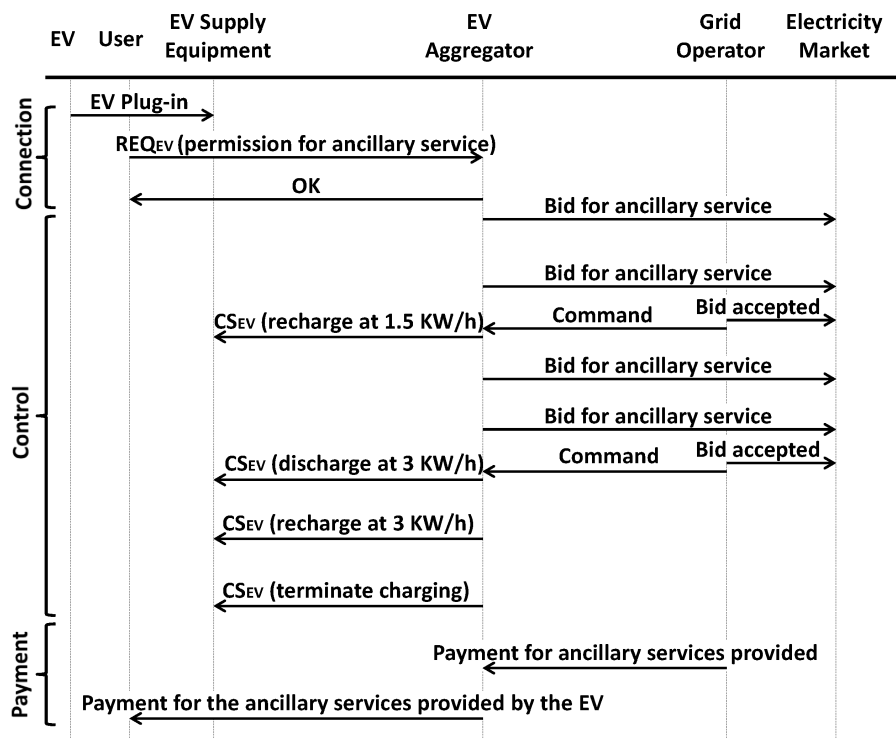 EV User EV Supply Equipment EV Aggregator Grid Operator Electricity Market
Connection
EV Plug-in
REQEV (permission for ancillary service)
OK
Control
Bid for ancillary service
Bid for ancillary service
Bid accepted
Command
CSEV (recharge at 1.5 KW/h)
Bid for ancillary service
Bid for ancillary service
Bid accepted
Command
CSEV (discharge at 3 KW/h)
CSEV (recharge at 3 KW/h)
CSEV (terminate charging)
Payment
Payment for ancillary services provided
Payment for the ancillary services provided by the EV